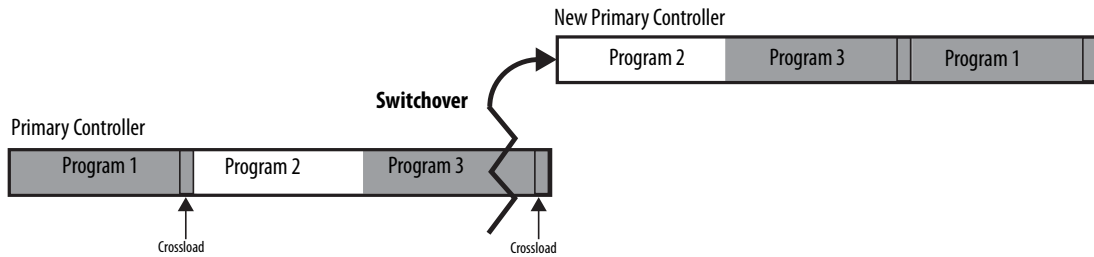 New Primary Controller
Program 2
Program 3
Program 1
Switchover
Primary Controller
Program 1
Program 2
Program 3
Crossload
Crossload